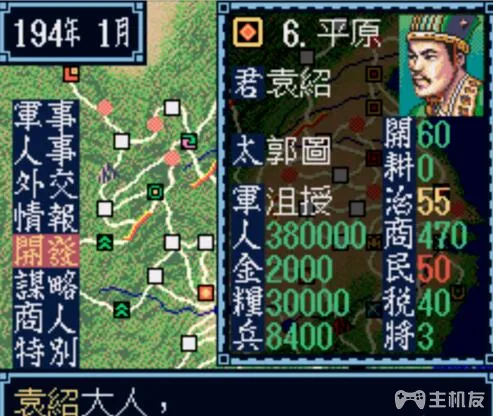 194年 1月
軍事
人事
外交
情報
開發
謀略
商人
特別
6.平原
君 袁紹
太 郭圖
軍 沮授
人 380000
金 2000
糧 30000
兵 8400
開 60
耕 0
治 55
商 470
民 50
税 40
將 3
袁紹大人，
主机友